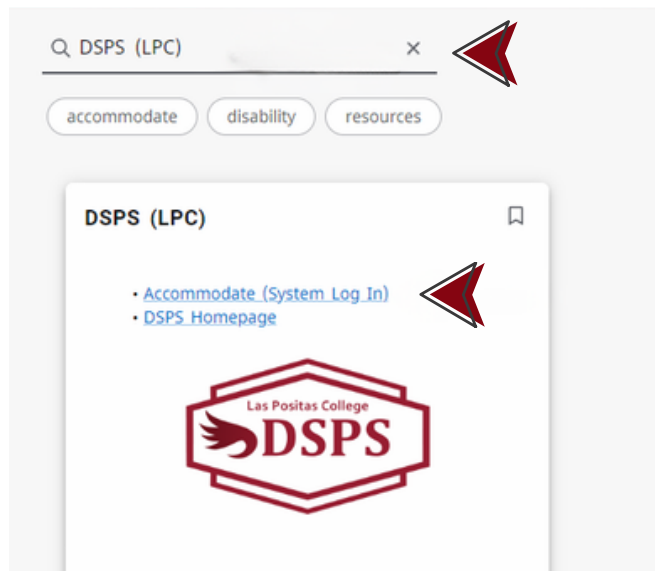 DSPS (LPC)
accommodate disability resources
DSPS (LPC)
• Accommodate (System Log In)
• DSPS Homepage
Las Positas College
DSPS